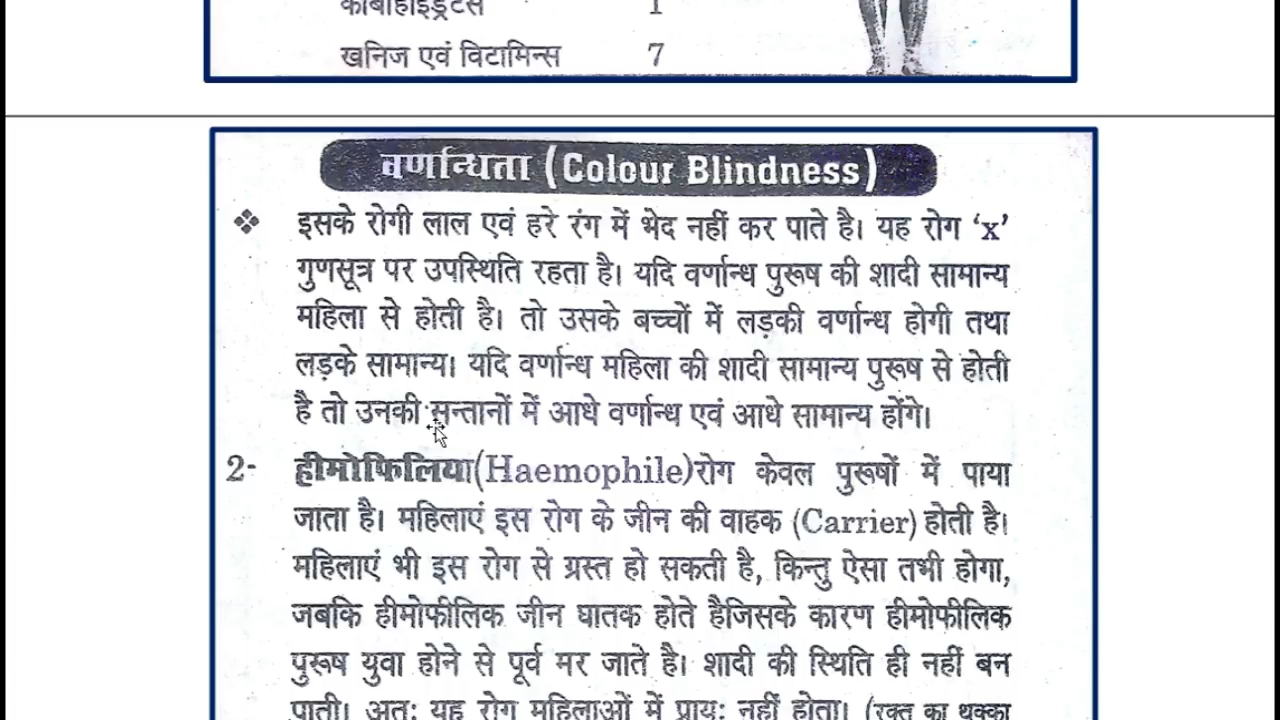 कार्बोहाइड्रेटस 1
खनिज एवं विटामिन्स 7
वर्णान्धिता (Colour Blindness)
❖ इसके रोगी लाल एवं हरे रंग में भेद नहीं कर पाते है। यह रोग ‘x’
गुणसूत्र पर उपस्थिति रहता है। यदि वर्णान्ध पुरूष की शादी सामान्य
महिला से होती है। तो उसके बच्चों में लड़की वर्णान्ध होगी तथा
लड़के सामान्य। यदि वर्णान्ध महिला की शादी सामान्य पुरूष से होती
है तो उनकी सन्तानों में आधे वर्णान्ध एवं आधे सामान्य होंगे।
2- हीमोफिलिया(Haemophile)रोग केवल पुरूषों में पाया
जाता है। महिलाएं इस रोग के जीन की वाहक (Carrier) होती है।
महिलाएं भी इस रोग से ग्रस्त हो सकती है, किन्तु ऐसा तभी होगा,
जबकि हीमोफीलिक जीन घातक होते हैजिसके कारण हीमोफीलिक
पुरूष युवा होने से पूर्व मर जाते है। शादी की स्थिति ही नहीं बन
पाती। अतः यह रोग महिलाओं में प्रायः नहीं होता। (रक्त का थक्का